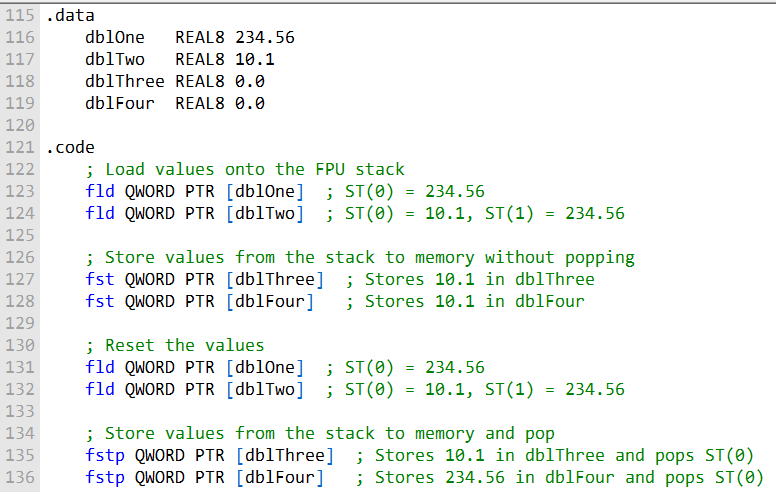 115 .data
116     dblOne   REAL8 234.56
117     dblTwo   REAL8 10.1
118     dblThree REAL8 0.0
119     dblFour  REAL8 0.0
120
121 .code
122     ; Load values onto the FPU stack
123     fld QWORD PTR [dblOne]  ; ST(0) = 234.56
124     fld QWORD PTR [dblTwo]  ; ST(0) = 10.1, ST(1) = 234.56
125
126     ; Store values from the stack to memory without popping
127     fst QWORD PTR [dblThree]  ; Stores 10.1 in dblThree
128     fst QWORD PTR [dblFour]   ; Stores 10.1 in dblFour
129
130     ; Reset the values
131     fld QWORD PTR [dblOne]  ; ST(0) = 234.56
132     fld QWORD PTR [dblTwo]  ; ST(0) = 10.1, ST(1) = 234.56
133
134     ; Store values from the stack to memory and pop
135     fstp QWORD PTR [dblThree]  ; Stores 10.1 in dblThree and pops ST(0)
136     fstp QWORD PTR [dblFour]   ; Stores 234.56 in dblFour and pops ST(0)